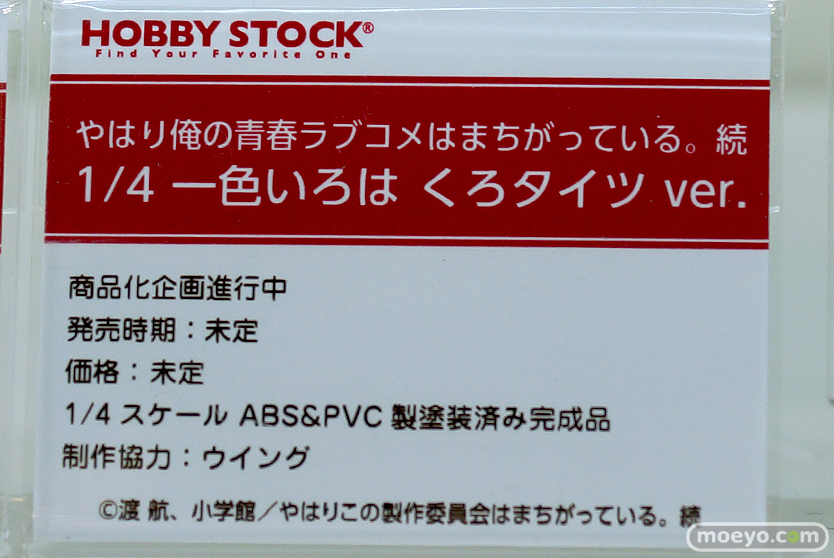 HOBBY STOCK®
Find Your Favorite One
やはり俺の青春ラブコメはまちがっている。続
1/4 一色いろは くろタイツ ver.
商品化企画進行中
発売時期：未定
価格：未定
1/4 スケール ABS&PVC 製塗装済み完成品
制作協力：ウイング
©渡 航、小学館／やはりこの製作委員会はまちがっている。続
moeyo.com